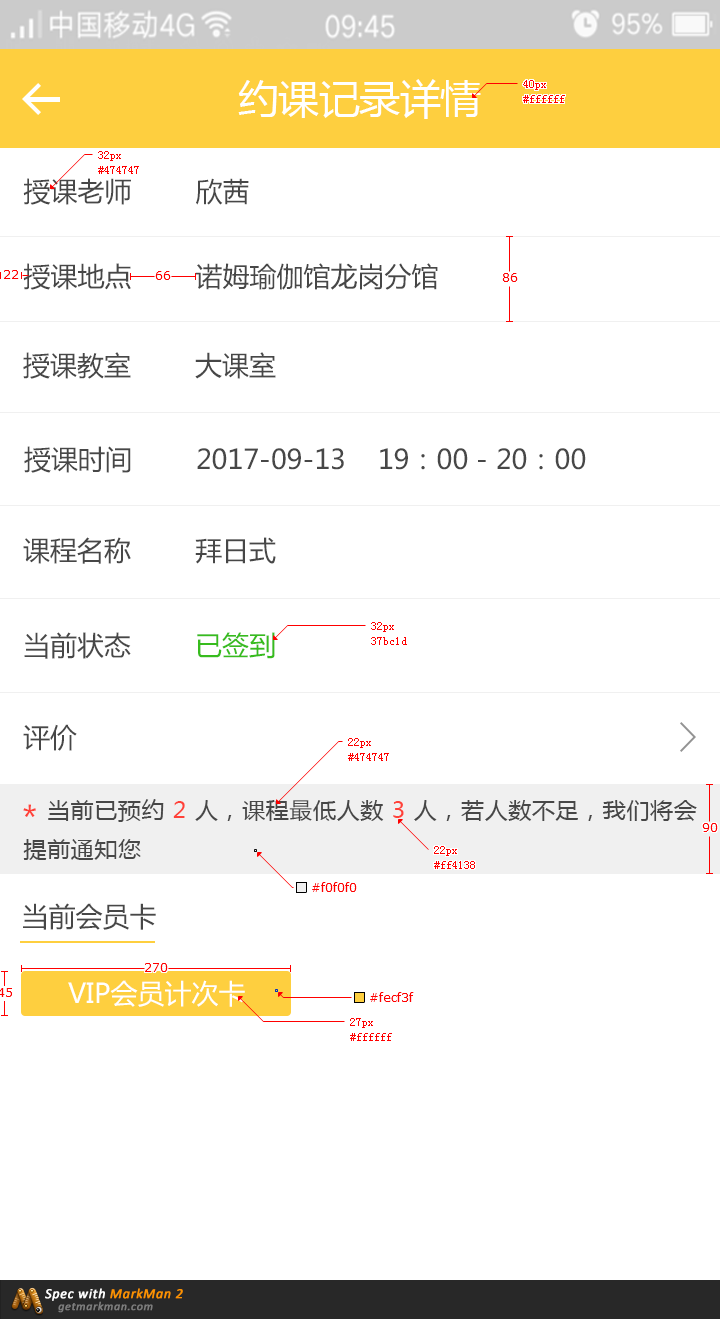 中国移动4G 09:45 95%
约课记录详情
40px
#ffffff
32px
#474747
授课老师 欣茜
22 授课地点 66 诺姆瑜伽馆龙岗分馆 86
授课教室 大课室
授课时间 2017-09-13 19：00 - 20：00
课程名称 拜日式
当前状态 已签到
32px
37bc1d
评价
22px
#474747
* 当前已预约 2 人，课程最低人数 3 人，若人数不足，我们将会
提前通知您
90
22px
#ff4138
#f0f0f0
当前会员卡
270
45 VIP会员计次卡 #fecf3f
27px
#ffffff
Spec with MarkMan 2
getmarkman.com